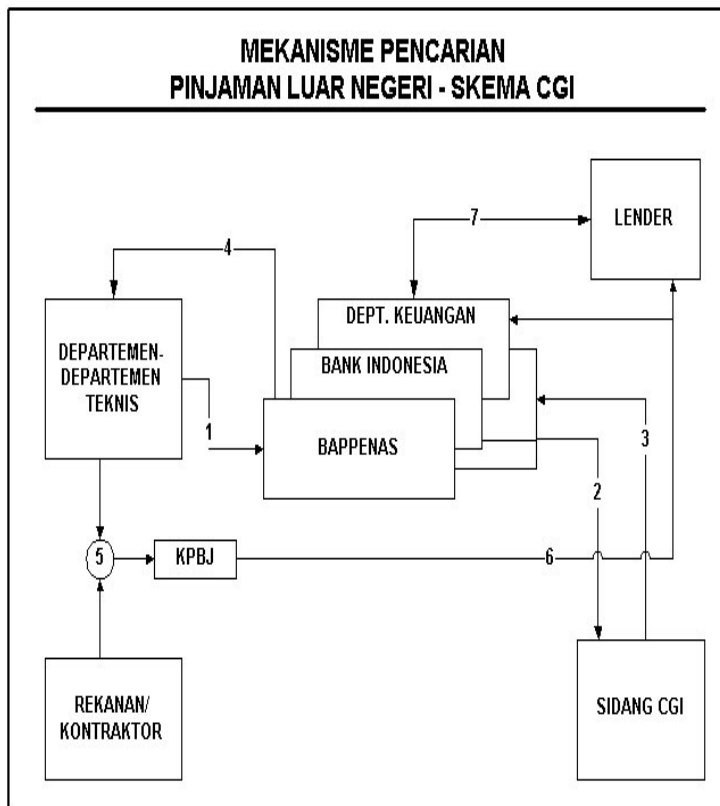 MEKANISME PENCARIAN
PINJAMAN LUAR NEGERI - SKEMA CGI
7
LENDER
4
DEPT. KEUANGAN
DEPARTEMEN-
DEPARTEMEN
TEKNIS
BANK INDONESIA
1
BAPPENAS
3
2
5
KPBJ
6
REKANAN/
KONTRAKTOR
SIDANG CGI